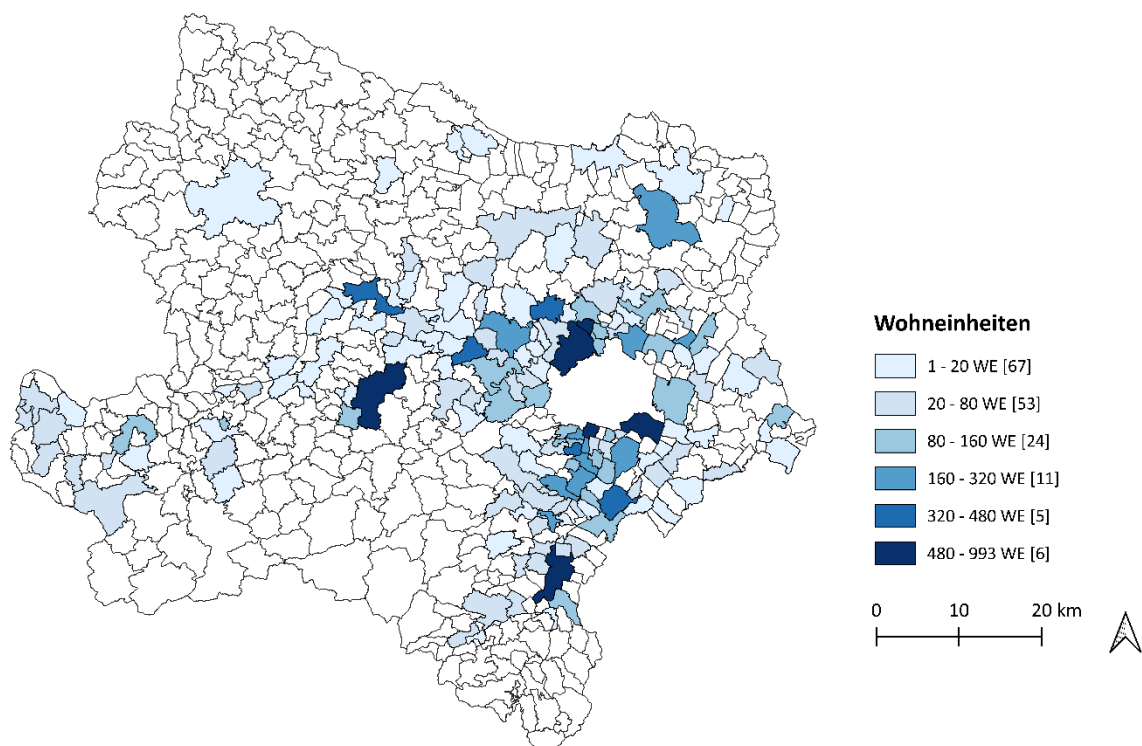 Wohneinheiten
1 - 20 WE [67]
20 - 80 WE [53]
80 - 160 WE [24]
160 - 320 WE [11]
320 - 480 WE [5]
480 - 993 WE [6]
0 10 20 km